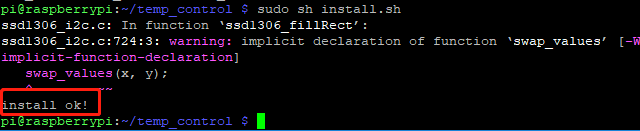 pi@raspberrypi:~/temp_control $ sudo sh install.sh
ssd1306_i2c.c: In function ‘ssd1306_fillRect’:
ssd1306_i2c.c:724:3: warning: implicit declaration of function ‘swap_values’ [-W
implicit-function-declaration]
swap_values(x, y);
^~~~~~~~~~~
install ok!
pi@raspberrypi:~/temp_control $